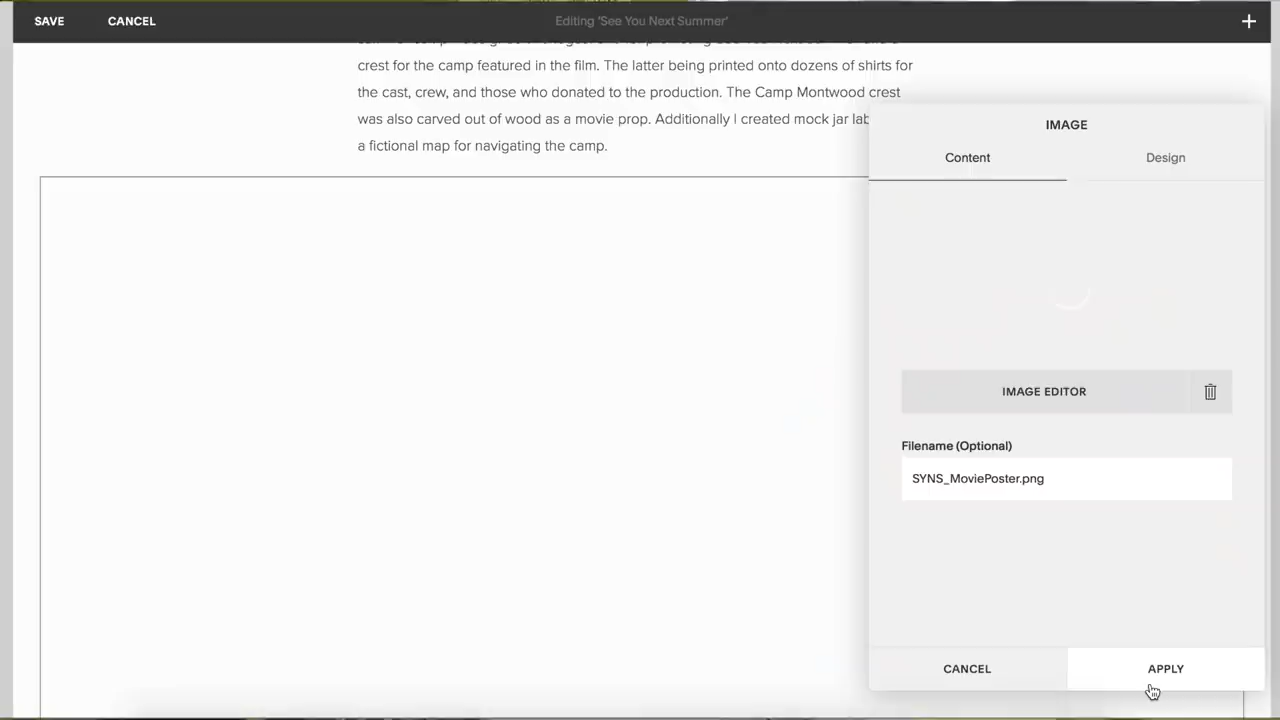 SAVE
CANCEL
Editing 'See You Next Summer'
crest for the camp featured in the film. The latter being printed onto dozens of shirts for
the cast, crew, and those who donated to the production. The Camp Montwood crest
was also carved out of wood as a movie prop. Additionally I created mock jar
a fictional map for navigating the camp.
IMAGE
Content
Design
IMAGE EDITOR
Filename (Optional)
SYNS_MoviePoster.png
CANCEL
APPLY